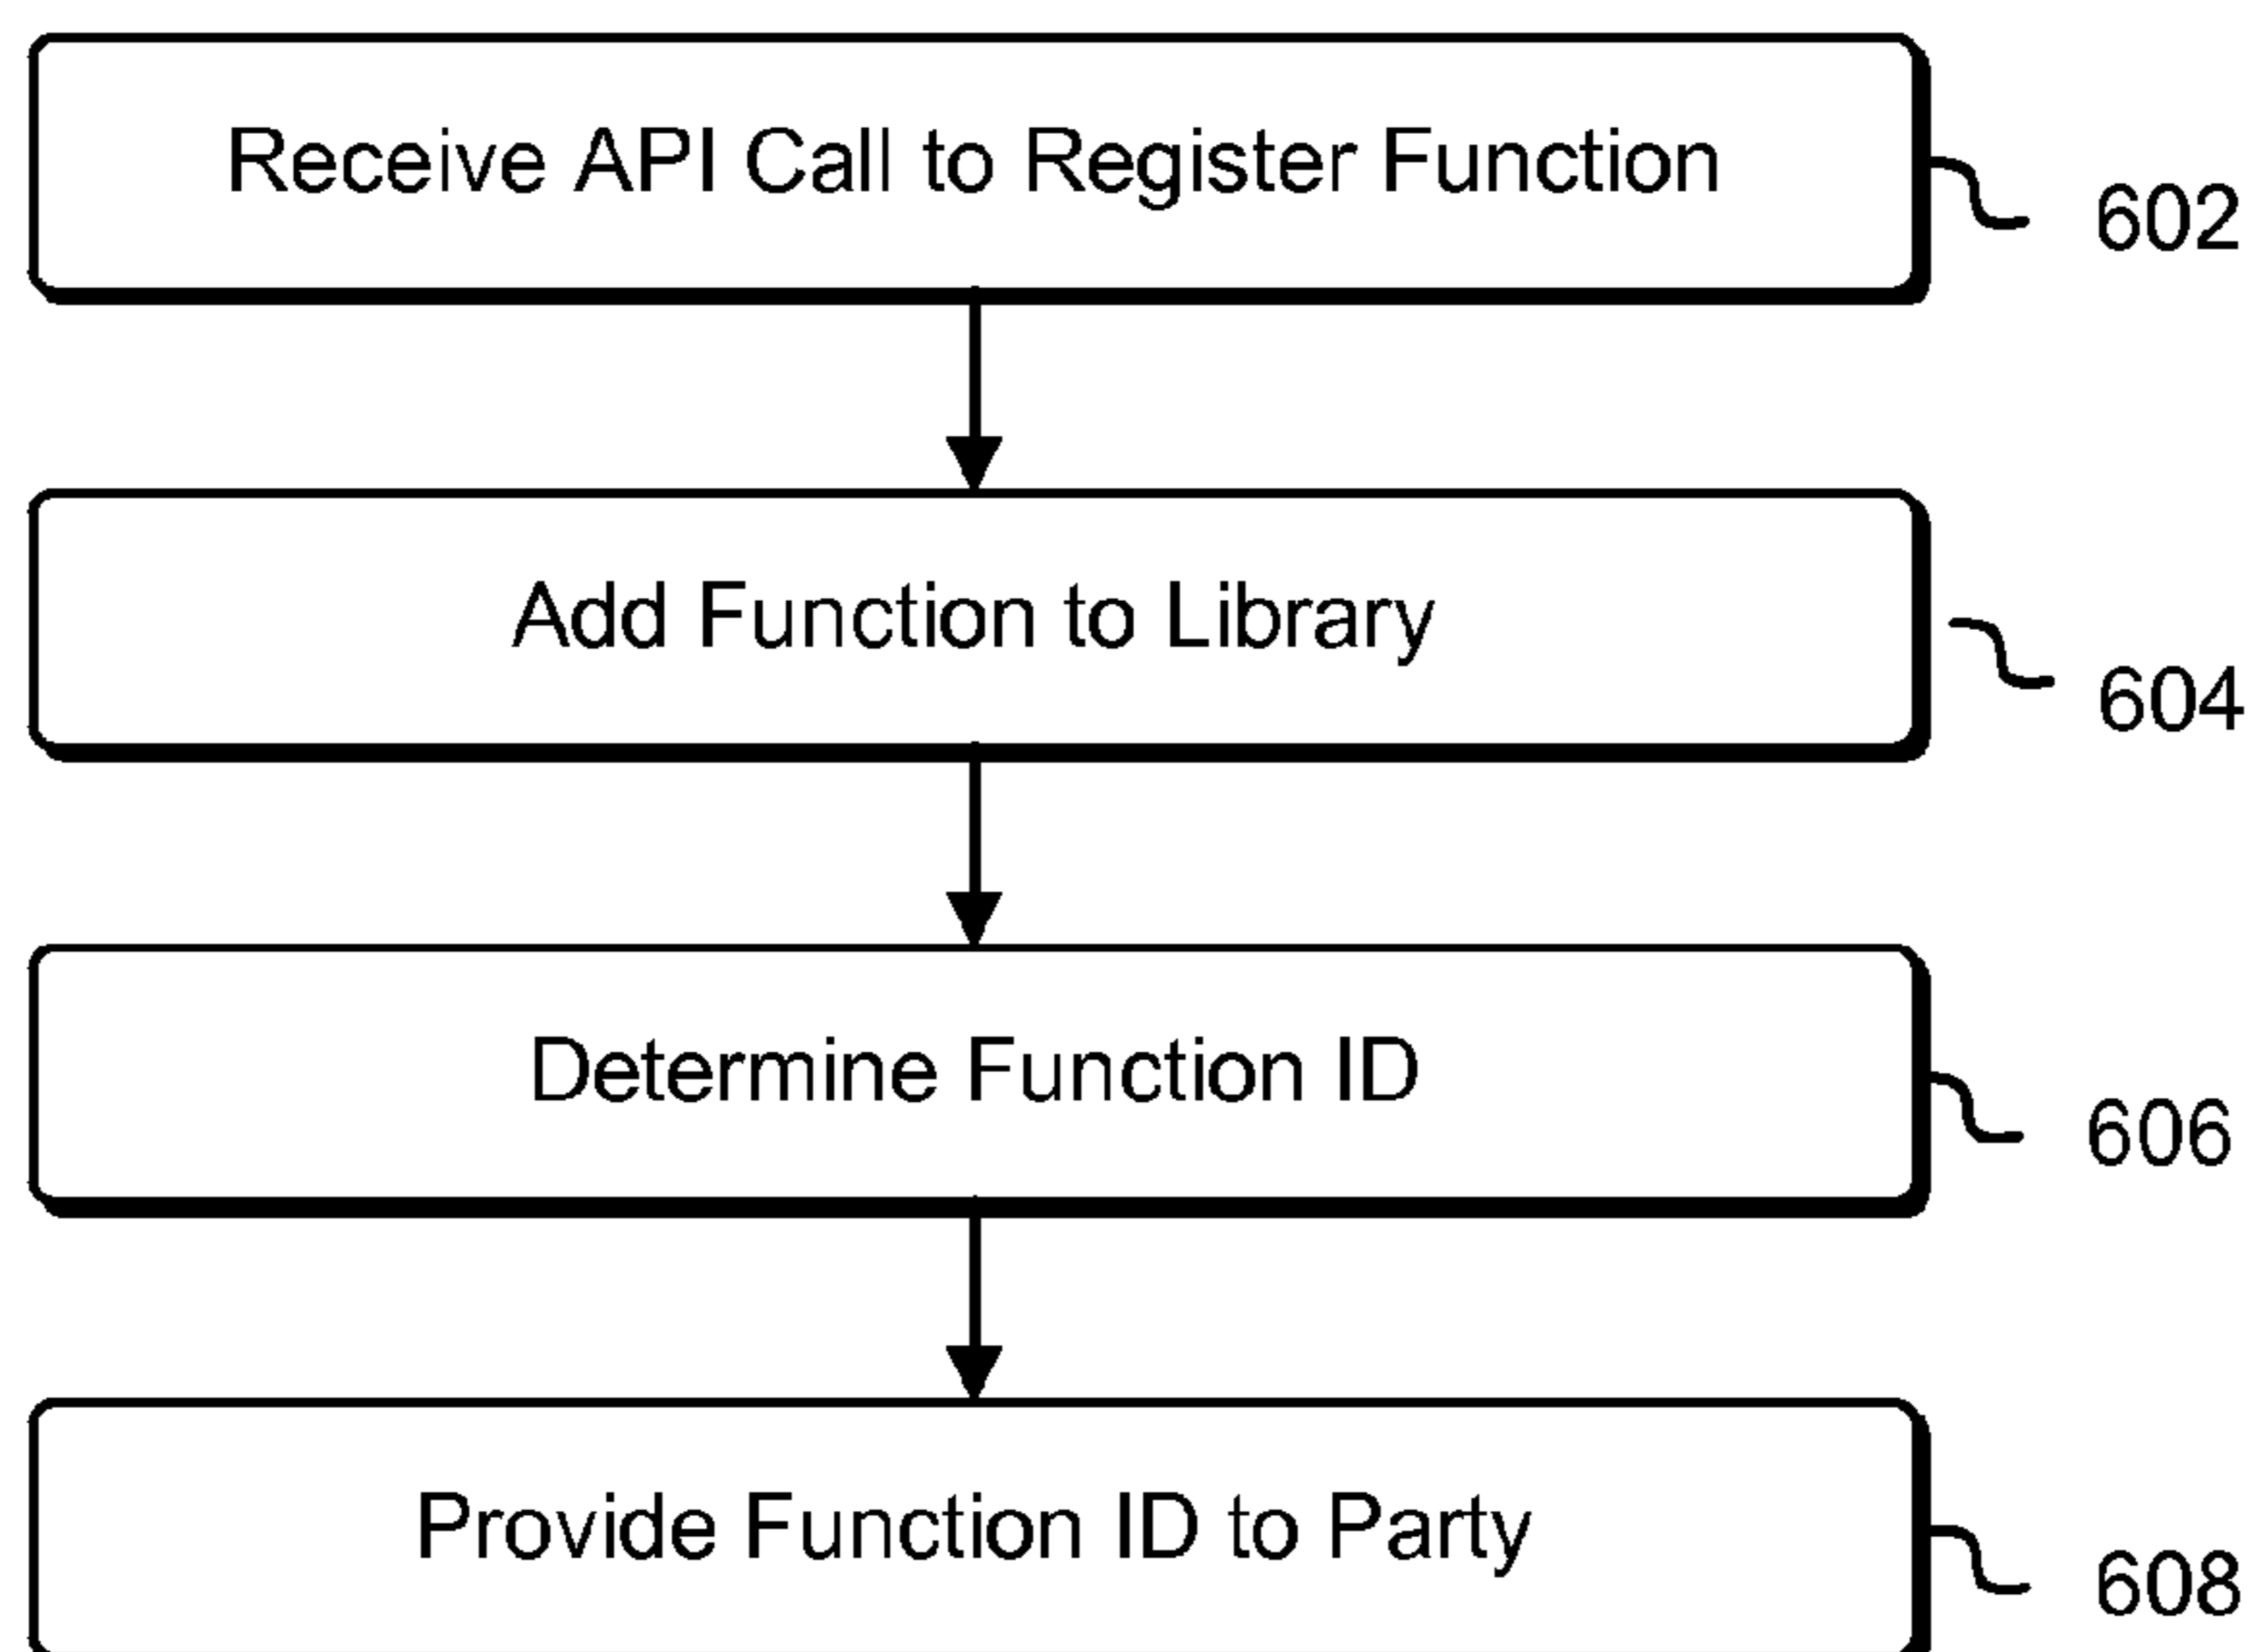 Receive API Call to Register Function
602
Add Function to Library
604
Determine Function ID
606
Provide Function ID to Party
608